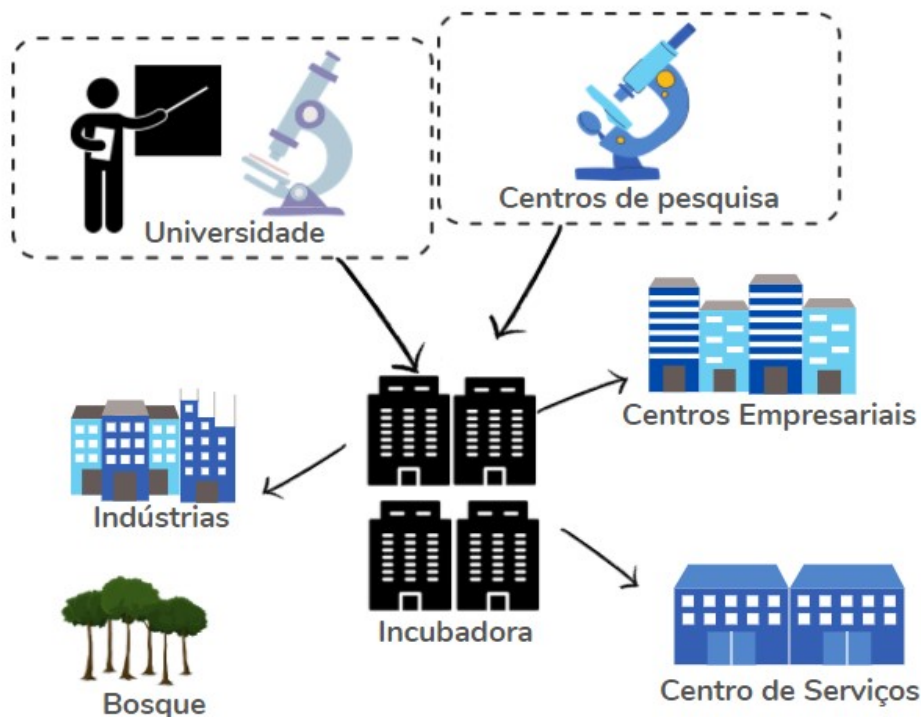 Universidade
Centros de pesquisa
Centros Empresariais
Indústrias
Incubadora
Centro de Serviços
Bosque